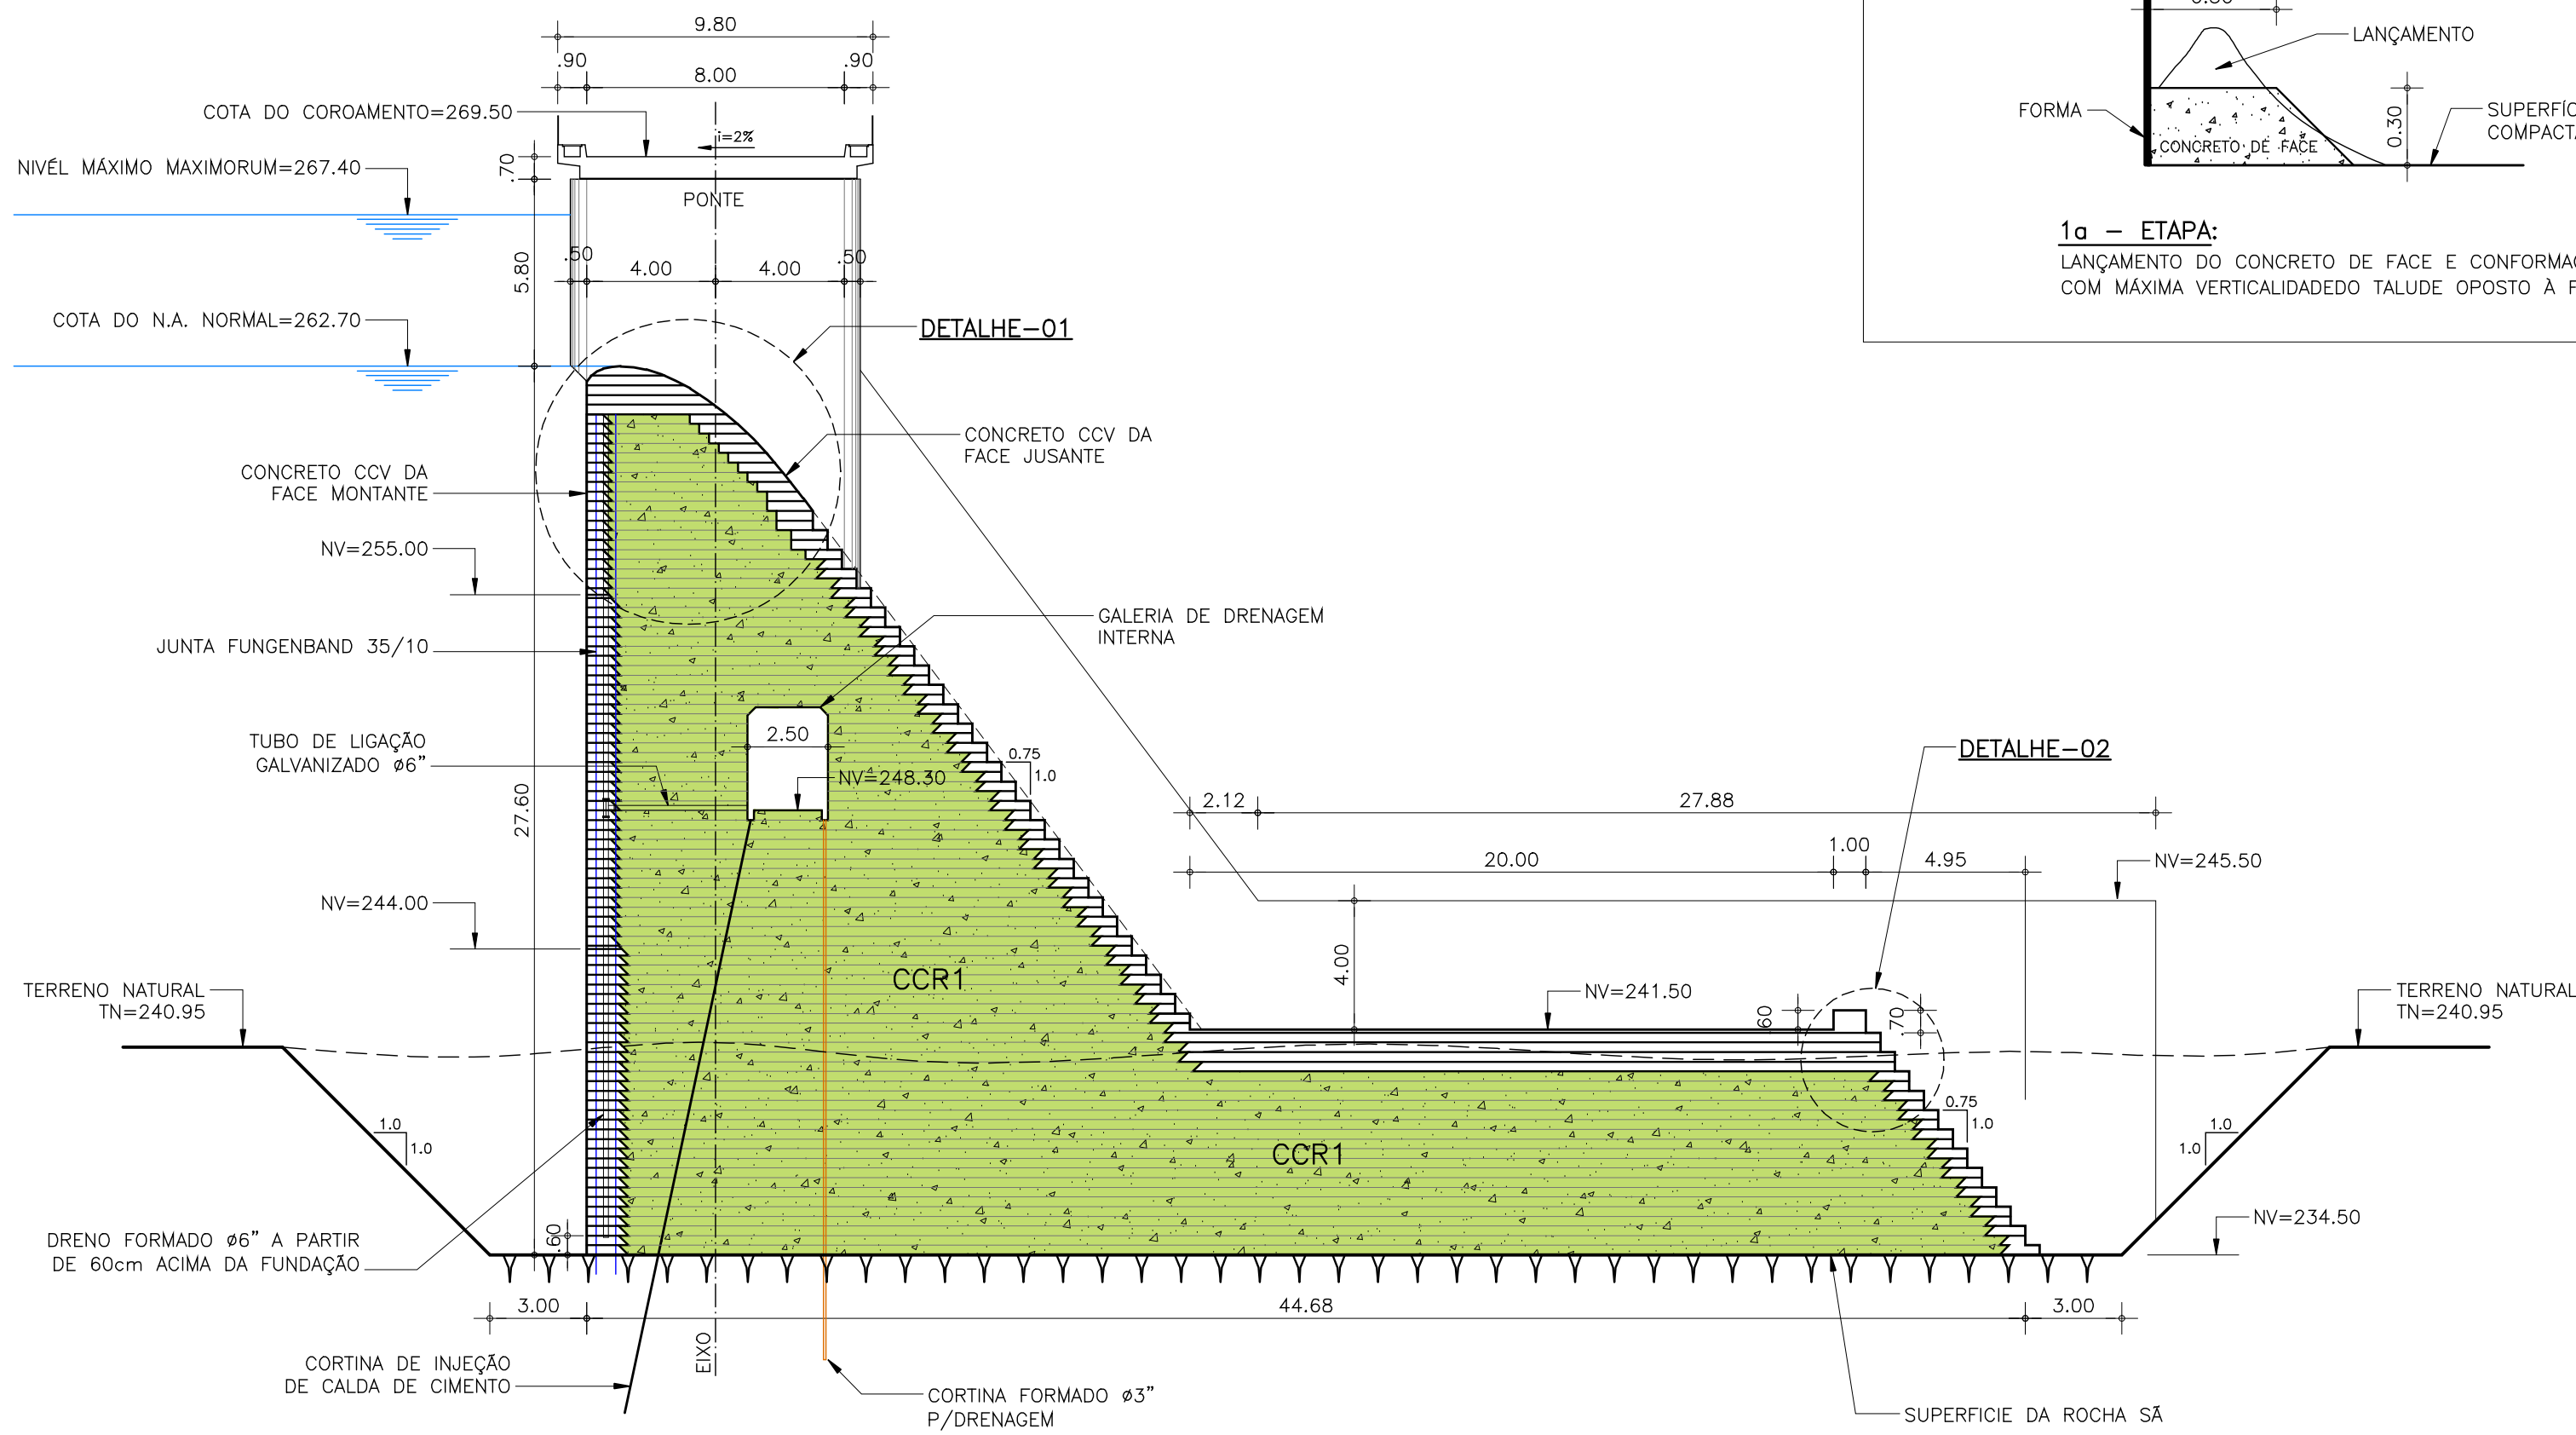 9.80
.90
8.00
.90
COTA DO COROAMENTO=269.50
i=2%
NIVÉL MÁXIMO MAXIMORUM=267.40
.70
PONTE
5.80
.50
4.00
4.00
.50
COTA DO N.A. NORMAL=262.70
DETALHE-01
CONCRETO CCV DA
FACE JUSANTE
CONCRETO CCV DA
FACE MONTANTE
NV=255.00
JUNTA FUNGENBAND 35/10
GALERIA DE DRENAGEM
INTERNA
TUBO DE LIGAÇÃO
GALVANIZADO ø6"
2.50
NV=248.30
0.75
1.0
27.60
DETALHE-02
2.12
27.88
20.00
1.00
4.95
NV=245.50
NV=244.00
4.00
CCR1
NV=241.50
.60
.70
TERRENO NATURAL
TN=240.95
TERRENO NATURAL
TN=240.95
1.0
1.0
0.75
1.0
1.0
1.0
CCR1
DRENO FORMADO ø6" A PARTIR
DE 60cm ACIMA DA FUNDAÇÃO
.60
NV=234.50
3.00
44.68
3.00
EIXO
CORTINA DE INJEÇÃO
DE CALDA DE CIMENTO
CORTINA FORMADO ø3"
P/DRENAGEM
SUPERFICIE DA ROCHA SÃ
LANÇAMENTO
FORMA
0.30
SUPERFÍC
COMPACTA
CONCRETO DE FACE
1a - ETAPA:
LANÇAMENTO DO CONCRETO DE FACE E CONFORMAÇ
COM MÁXIMA VERTICALIDADEDO TALUDE OPOSTO À F